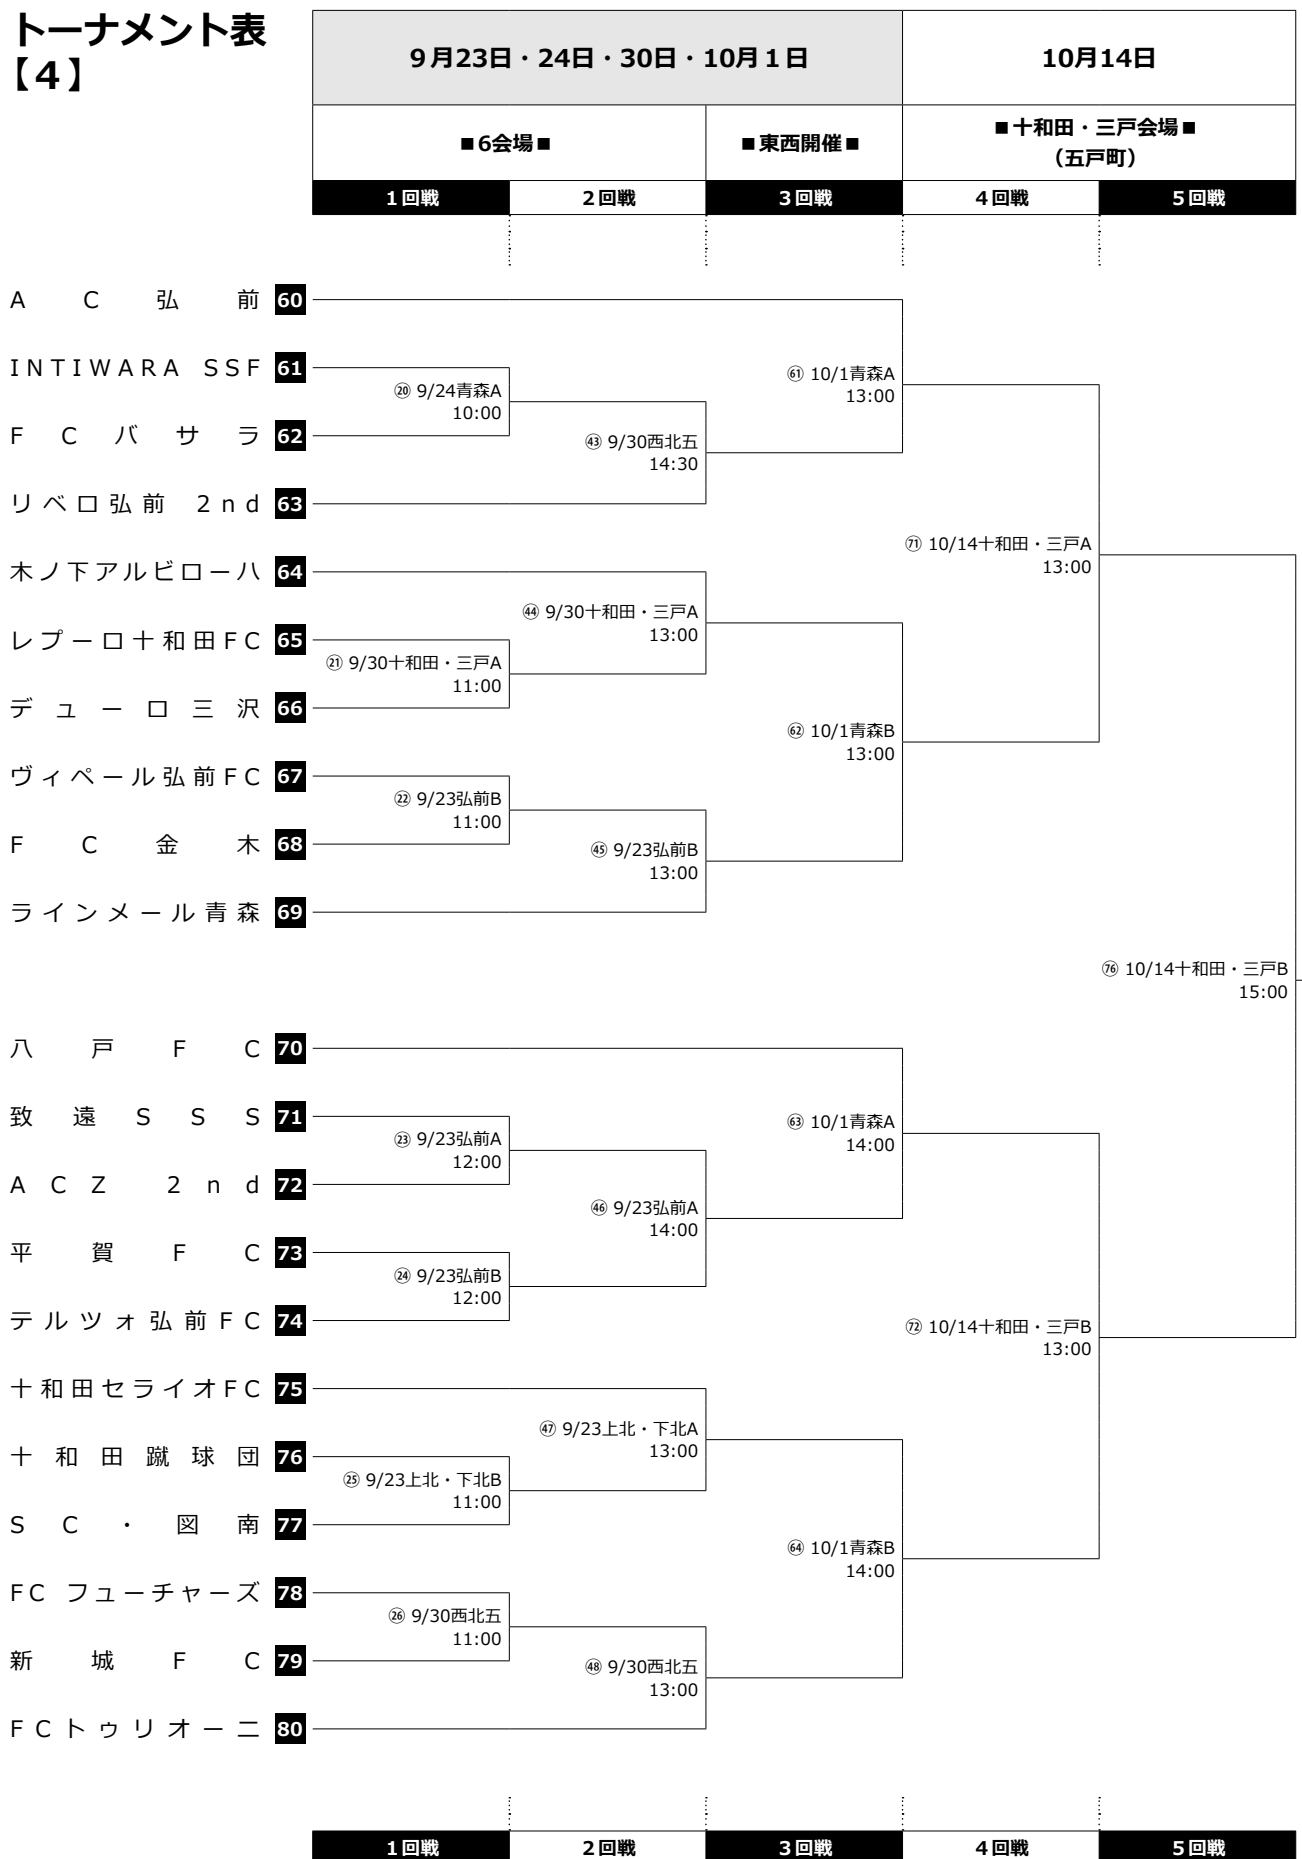 トーナメント表
【４】
９月23日・24日・30日・10月１日
10月14日
■6会場■
■東西開催■
■十和田・三戸会場■
（五戸町）
１回戦
２回戦
３回戦
４回戦
５回戦
ＡＣ弘前 60
INTIWARA SSF 61
⑳ 9/24青森A
10:00
ＦＣバサラ 62
㊸ 9/30西北五
14:30
㉛ 10/1青森A
13:00
リベロ弘前 2nd 63
木ノ下アルビローハ 64
㊹ 9/30十和田・三戸A
13:00
レプーロ十和田FC 65
㉑ 9/30十和田・三戸A
11:00
デューロ三沢 66
62 10/1青森B
13:00
71 10/14十和田・三戸A
13:00
ヴィペール弘前FC 67
㉒ 9/23弘前B
11:00
ＦＣ金木 68
㊺ 9/23弘前B
13:00
ラインメール青森 69
76 10/14十和田・三戸B
15:00
八戸ＦＣ 70
致遠ＳＳＳ 71
㉓ 9/23弘前A
12:00
63 10/1青森A
14:00
ACZ 2nd 72
㊻ 9/23弘前A
14:00
平賀ＦＣ 73
㉔ 9/23弘前B
12:00
テルツォ弘前FC 74
72 10/14十和田・三戸B
13:00
十和田セライオFC 75
㊼ 9/23上北・下北A
13:00
十和田蹴球団 76
㉕ 9/23上北・下北B
11:00
ＳＣ・図南 77
64 10/1青森B
14:00
FC フューチャーズ 78
㉖ 9/30西北五
11:00
新城ＦＣ 79
㊽ 9/30西北五
13:00
FCトゥリオーニ 80
１回戦
２回戦
３回戦
４回戦
５回戦